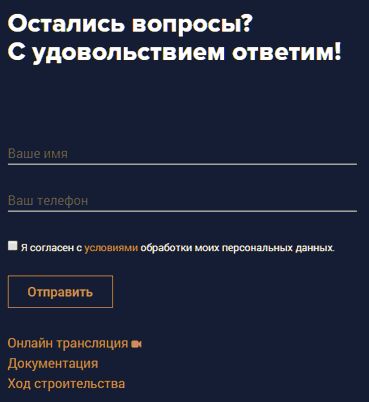 Остались вопросы?
С удовольствием ответим!
Ваше имя
Ваш телефон
Я согласен с условиями обработки моих персональных данных.
Отправить
Онлайн трансляция
Документация
Ход строительства